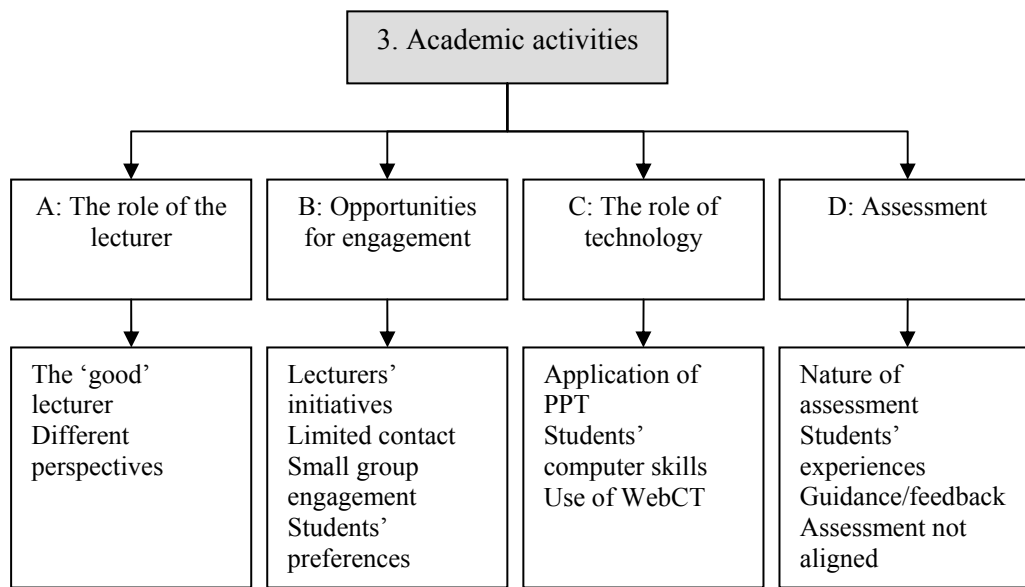 3. Academic activities
A: The role of the
lecturer
B: Opportunities
for engagement
C: The role of
technology
D: Assessment
The ‘good’
lecturer
Different
perspectives
Lecturers’
initiatives
Limited contact
Small group
engagement
Students’
preferences
Application of
PPT
Students’
computer skills
Use of WebCT
Nature of
assessment
Students’
experiences
Guidance/feedback
Assessment not
aligned